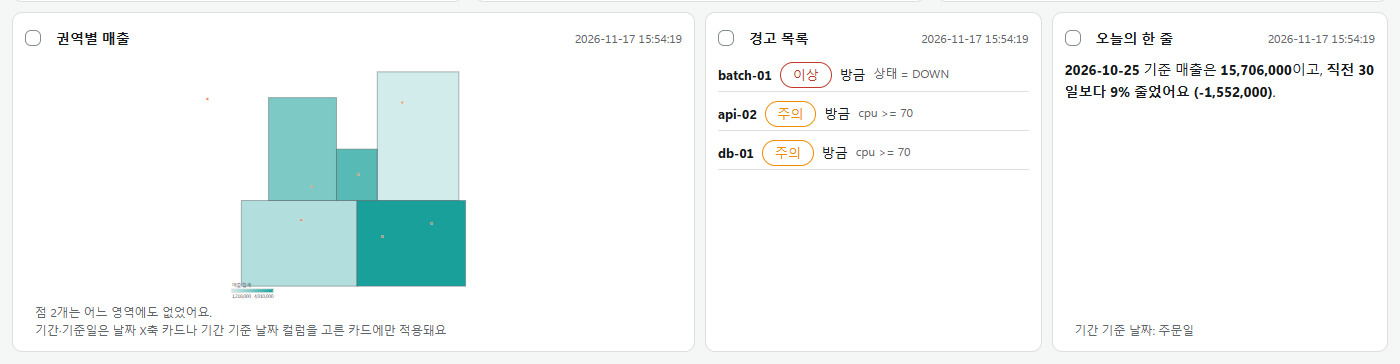 권역별 매출
2026-11-17 15:54:19
점 2개는 어느 영역에도 없었어요.
기간·기준일은 날짜 X축 카드나 기간 기준 날짜 컬럼을 고른 카드에만 적용돼요
경고 목록
2026-11-17 15:54:19
batch-01 이상 방금 상태 = DOWN
api-02 주의 방금 cpu >= 70
db-01 주의 방금 cpu >= 70
오늘의 한 줄
2026-11-17 15:54:19
2026-10-25 기준 매출은 15,706,000이고, 직전 30
일보다 9% 줄었어요 (-1,552,000).
기간 기준 날짜: 주문일